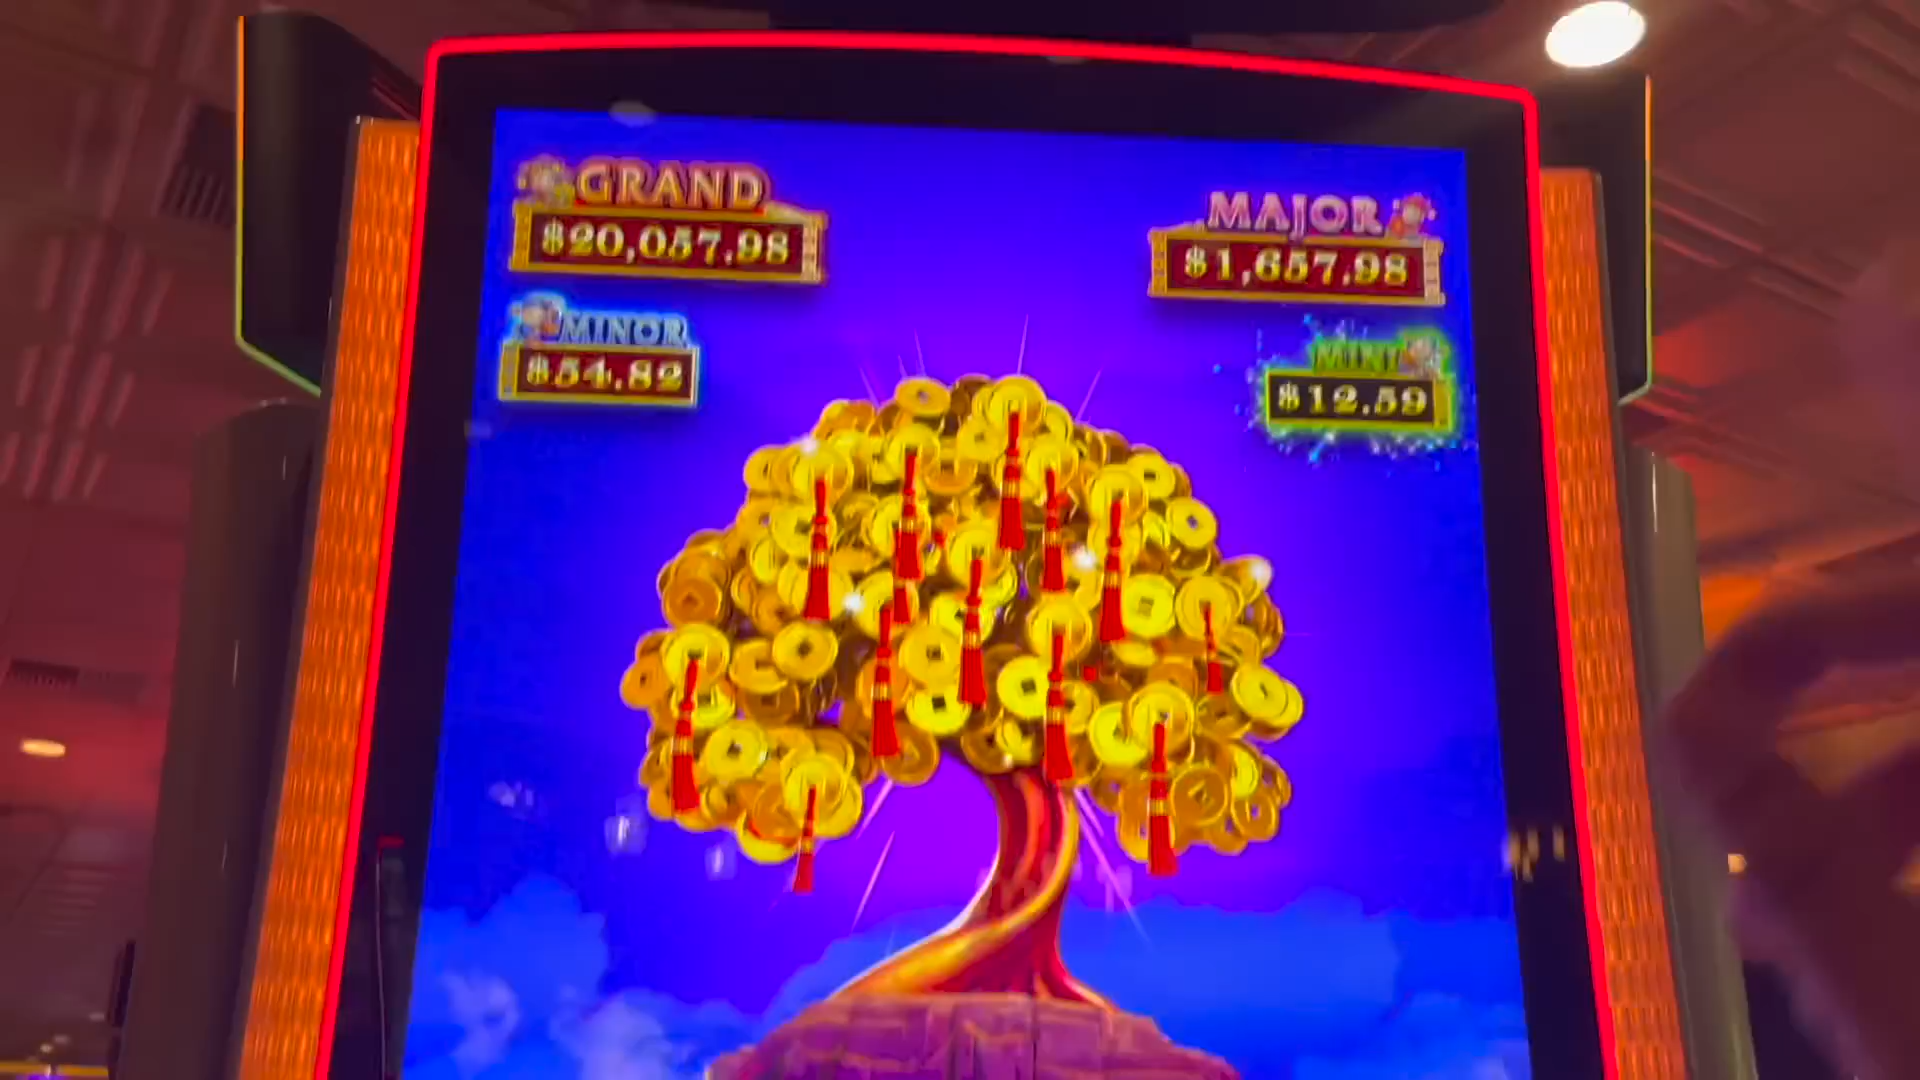 GRAND
$20,057.98
MAJOR
$1,657.98
MINOR
$54.82
MINI
$12.59